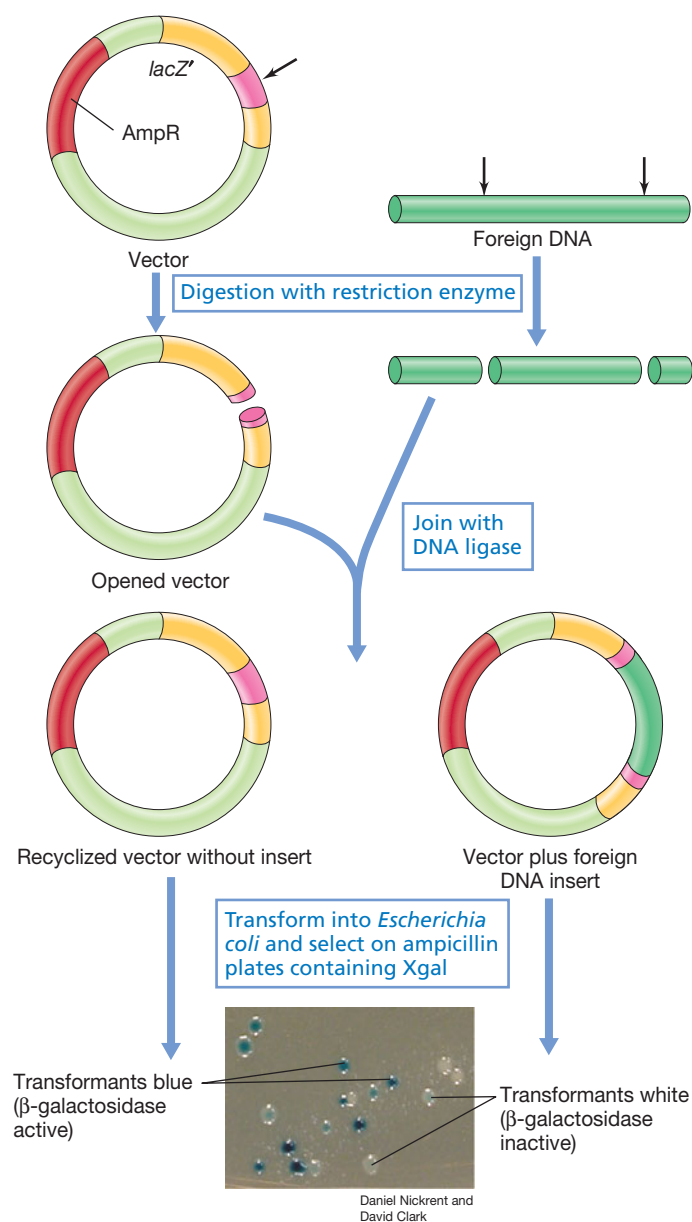 lacZ′
AmpR
Vector
Foreign DNA
Digestion with restriction enzyme
Opened vector
Join with
DNA ligase
Recyclized vector without insert
Vector plus foreign
DNA insert
Transform into Escherichia
coli and select on ampicillin
plates containing Xgal
Transformants blue
(β-galactosidase
active)
Transformants white
(β-galactosidase
inactive)
Daniel Nickrent and
David Clark